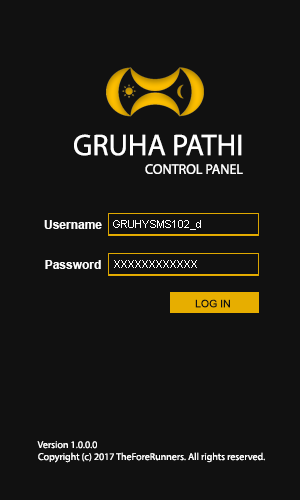 GRUHA PATHI
CONTROL PANEL
Username GRUHYSMS102_d
Password XXXXXXXXXXXX
LOG IN
Version 1.0.0.0
Copyright (c) 2017 TheForeRunners. All rights reserved.